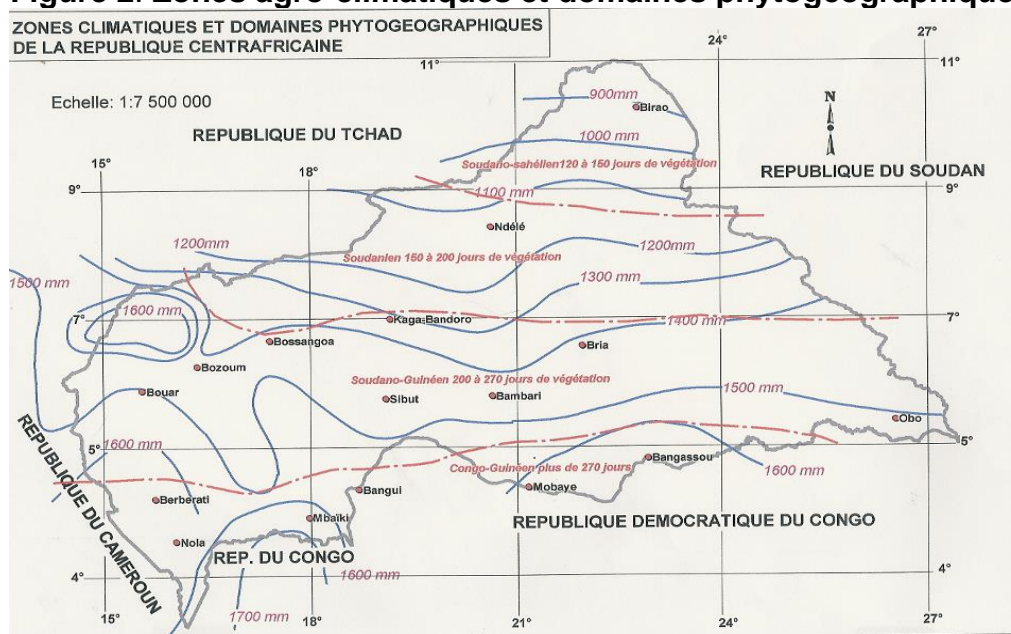 Figure 2. Zones agro-climatiques et domaines phytogéographique
ZONES CLIMATIQUES ET DOMAINES PHYTOGEOGRAPHIQUES
DE LA REPUBLIQUE CENTRAFRICAINE
24°
27°
11°
11°
Echelle: 1:7 500 000
900mm
Birao
N
REPUBLIQUE DU TCHAD
1000 mm
15°
18°
Soudano-sahélien120 à 150 jours de végétation
REPUBLIQUE DU SOUDAN
9°
1100 mm
9°
Ndélé
1200mm
1200mm
Soudanien 150 à 200 jours de végétation
1500 mm
1300 mm
1600 mm
7°
Kaga-Bandoro
1400 mm
7°
Bossangoa
Bria
Bozoum
Soudano-Guinéen 200 à 270 jours de végétation
1500 mm
Bouar
Sibut
Bambari
Obo
REPUBLIQUE DU CAMEROUN
1600 mm
5°
5°
Bangassou
Congo-Guinéen plus de 270 jours
1600 mm
Bangui
Mobaye
Berberati
Mbaïki
REPUBLIQUE DEMOCRATIQUE DU CONGO
Nola
REP. DU CONGO
4°
1600 mm
4°
1700 mm
15°
18°
21°
24°
27°